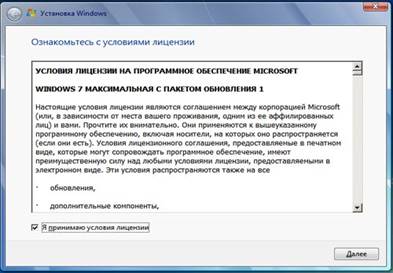 Установка Windows
Ознакомьтесь с условиями лицензии
УСЛОВИЯ ЛИЦЕНЗИИ НА ПРОГРАММНОЕ ОБЕСПЕЧЕНИЕ MICROSOFT
WINDOWS 7 МАКСИМАЛЬНАЯ С ПАКЕТОМ ОБНОВЛЕНИЯ 1
Настоящие условия лицензии являются соглашением между корпорацией Microsoft
(или, в зависимости от места вашего проживания, одним из ее аффилированных
лиц) и вами. Прочтите их внимательно. Они применяются к вышеуказанному
программному обеспечению, включая носители, на которых оно распространяется
(если они есть). Условия лицензионного соглашения, предоставляемые в печатном
виде, которые могут сопровождать программное обеспечение, имеют
преимущественную силу над любыми условиями лицензии, предоставляемыми в
электронном виде. Эти условия распространяются также на все
· обновления,
· дополнительные компоненты,
Я принимаю условия лицензии
Далее